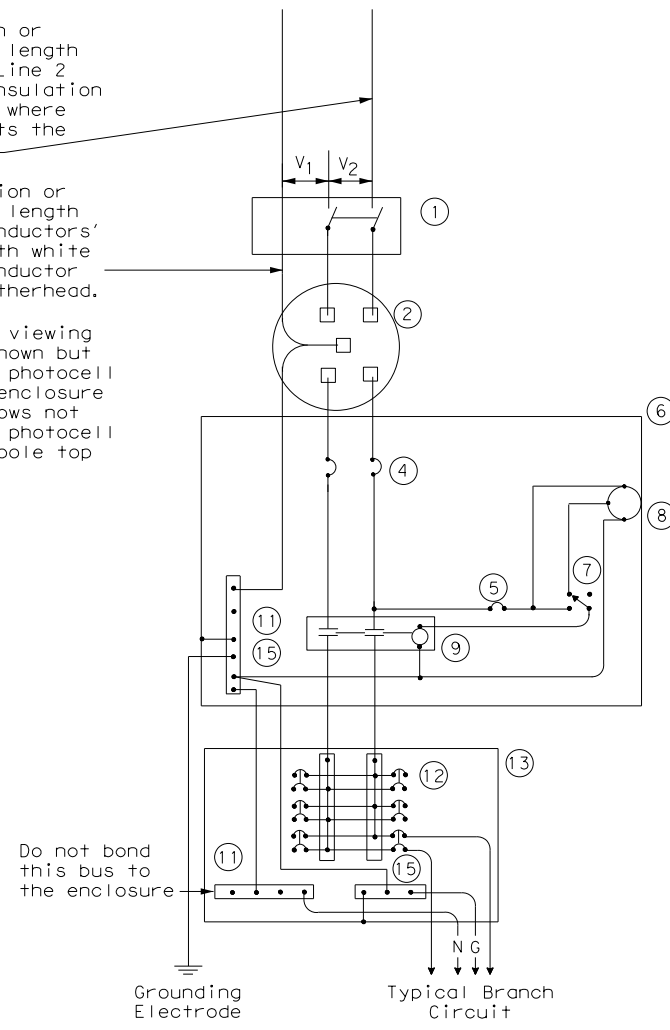 n or
length
Line 2
nsulation
where
ts the
ion or
length
nductors'
th white
nductor
therhead.
viewing
hown but
photocell
enclosure
ows not
photocell
pole top
V1
V2
1
2
6
4
8
5
7
11
15
9
13
12
11
15
Do not bond
this bus to
the enclosure
N G
Grounding
Electrode
Typical Branch
Circuit